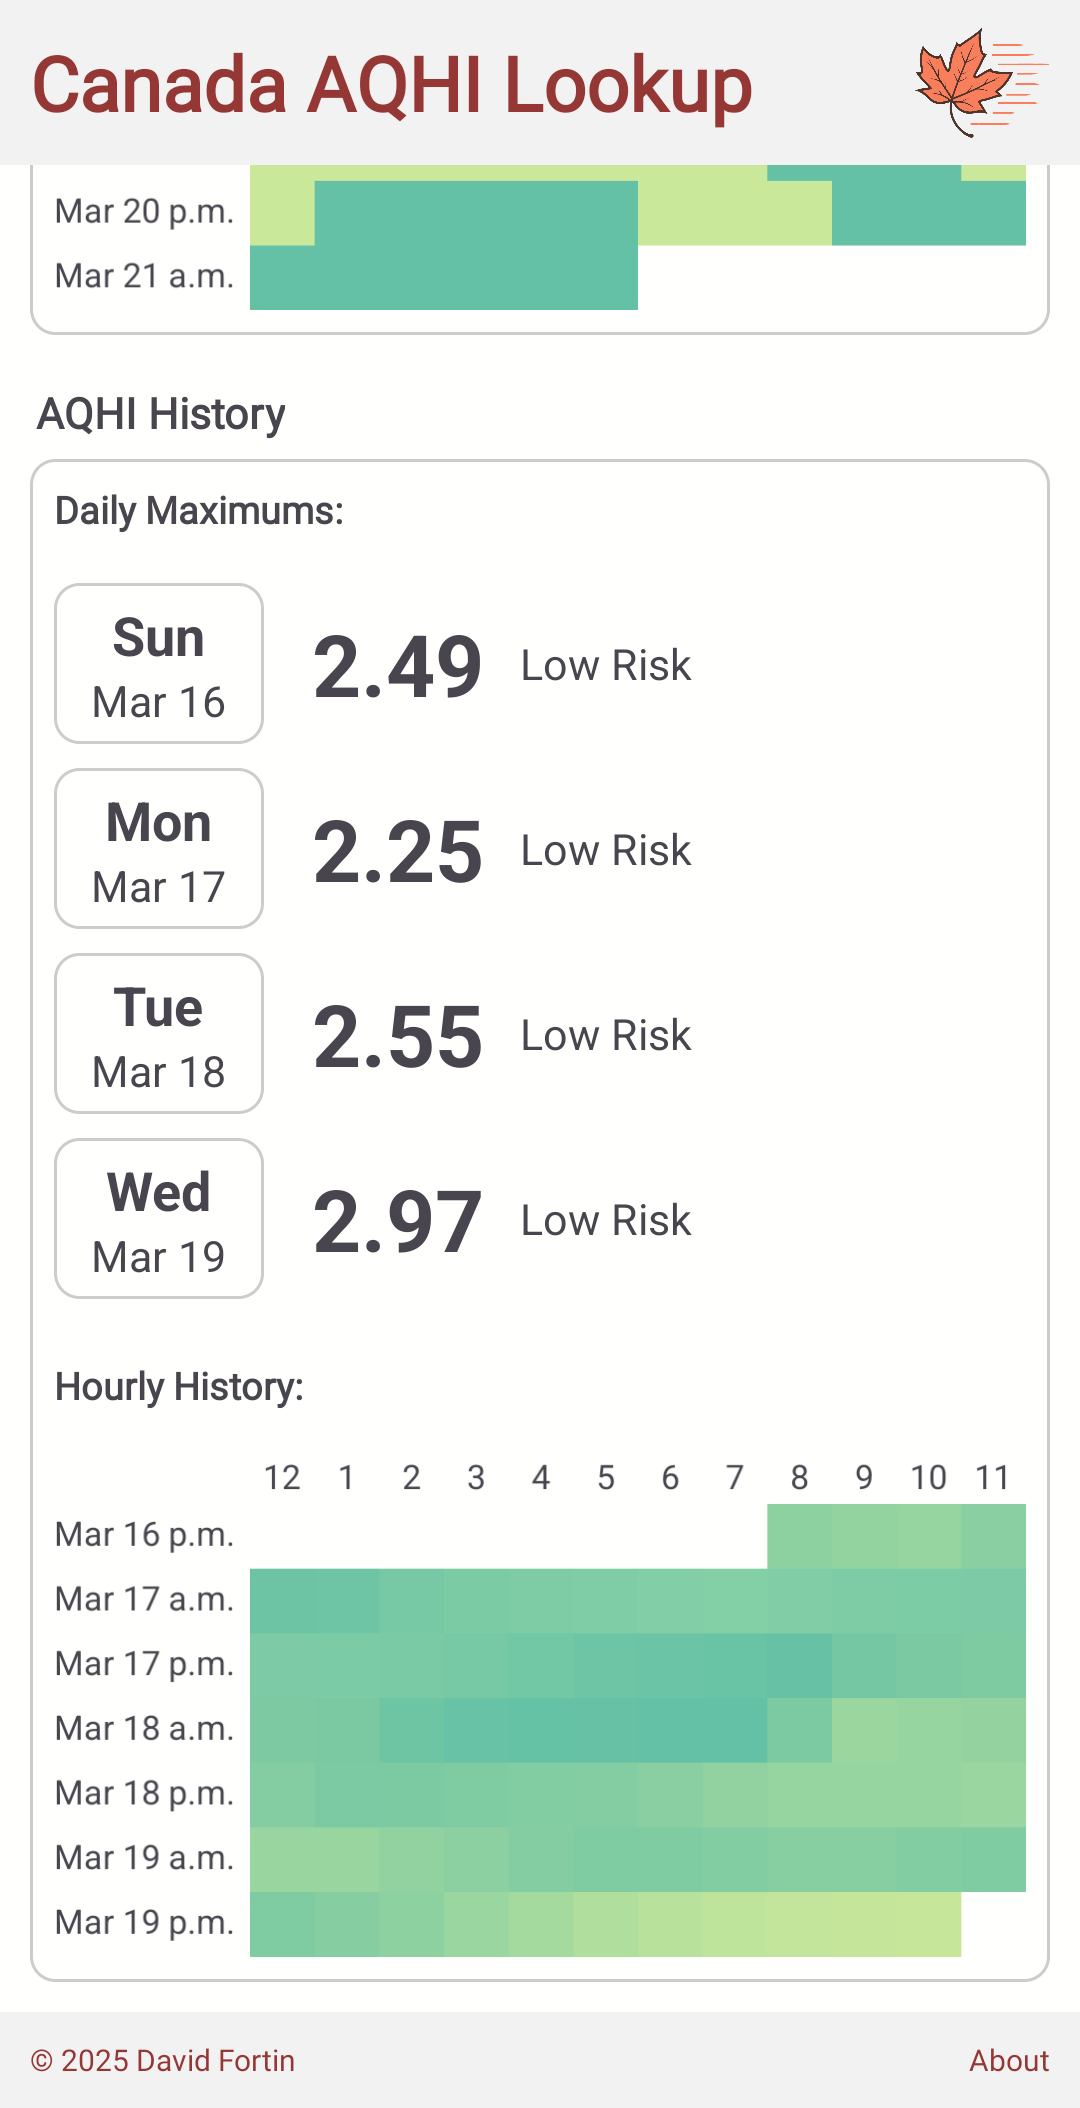 Canada AQHI Lookup
Mar 20 p.m.
Mar 21 a.m.
AQHI History
Daily Maximums:
Sun
Mar 16
2.49 Low Risk
Mon
Mar 17
2.25 Low Risk
Tue
Mar 18
2.55 Low Risk
Wed
Mar 19
2.97 Low Risk
Hourly History:
12 1 2 3 4 5 6 7 8 9 10 11
Mar 16 p.m.
Mar 17 a.m.
Mar 17 p.m.
Mar 18 a.m.
Mar 18 p.m.
Mar 19 a.m.
Mar 19 p.m.
© 2025 David Fortin About